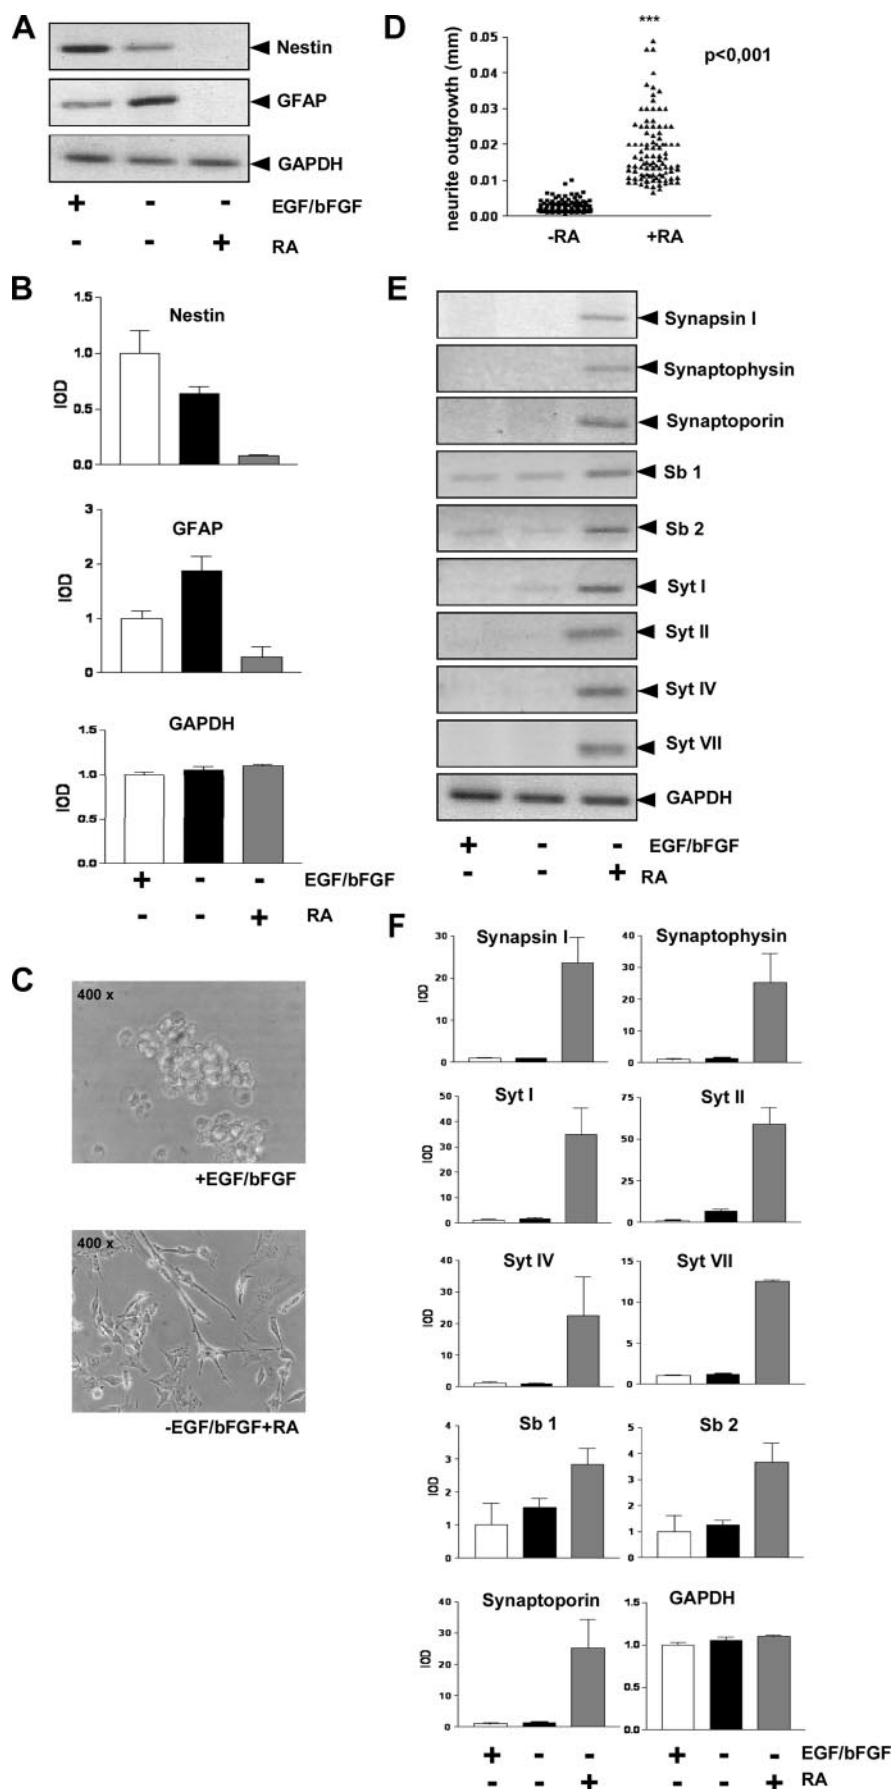 A
Nestin
GFAP
GAPDH
+ - - EGF/bFGF
- - + RA
B
Nestin
IOD
1.5
1.0
0.5
0.0
GFAP
IOD
3
2
1
0
GAPDH
IOD
1.5
1.0
0.5
0.0
+ - - EGF/bFGF
- - + RA
C
400 x
+EGF/bFGF
400 x
-EGF/bFGF+RA
D
***
p<0,001
neurite outgrowth (mm)
0.05
0.04
0.03
0.02
0.01
0.00
-RA +RA
E
Synapsin I
Synaptophysin
Synaptoporin
Sb 1
Sb 2
Syt I
Syt II
Syt IV
Syt VII
GAPDH
+ - - EGF/bFGF
- - + RA
F
Synapsin I
IOD
30
20
10
0
Synaptophysin
40
30
20
10
0
Syt I
IOD
50
40
30
20
10
0
Syt II
75
50
25
0
Syt IV
IOD
40
30
20
10
0
Syt VII
15
10
5
0
Sb 1
IOD
4
3
2
1
0
Sb 2
5
4
3
2
1
0
Synaptoporin
IOD
40
30
20
10
0
GAPDH
1.5
1.0
0.5
0.0
+ - - + - - EGF/bFGF
- - + - - + RA